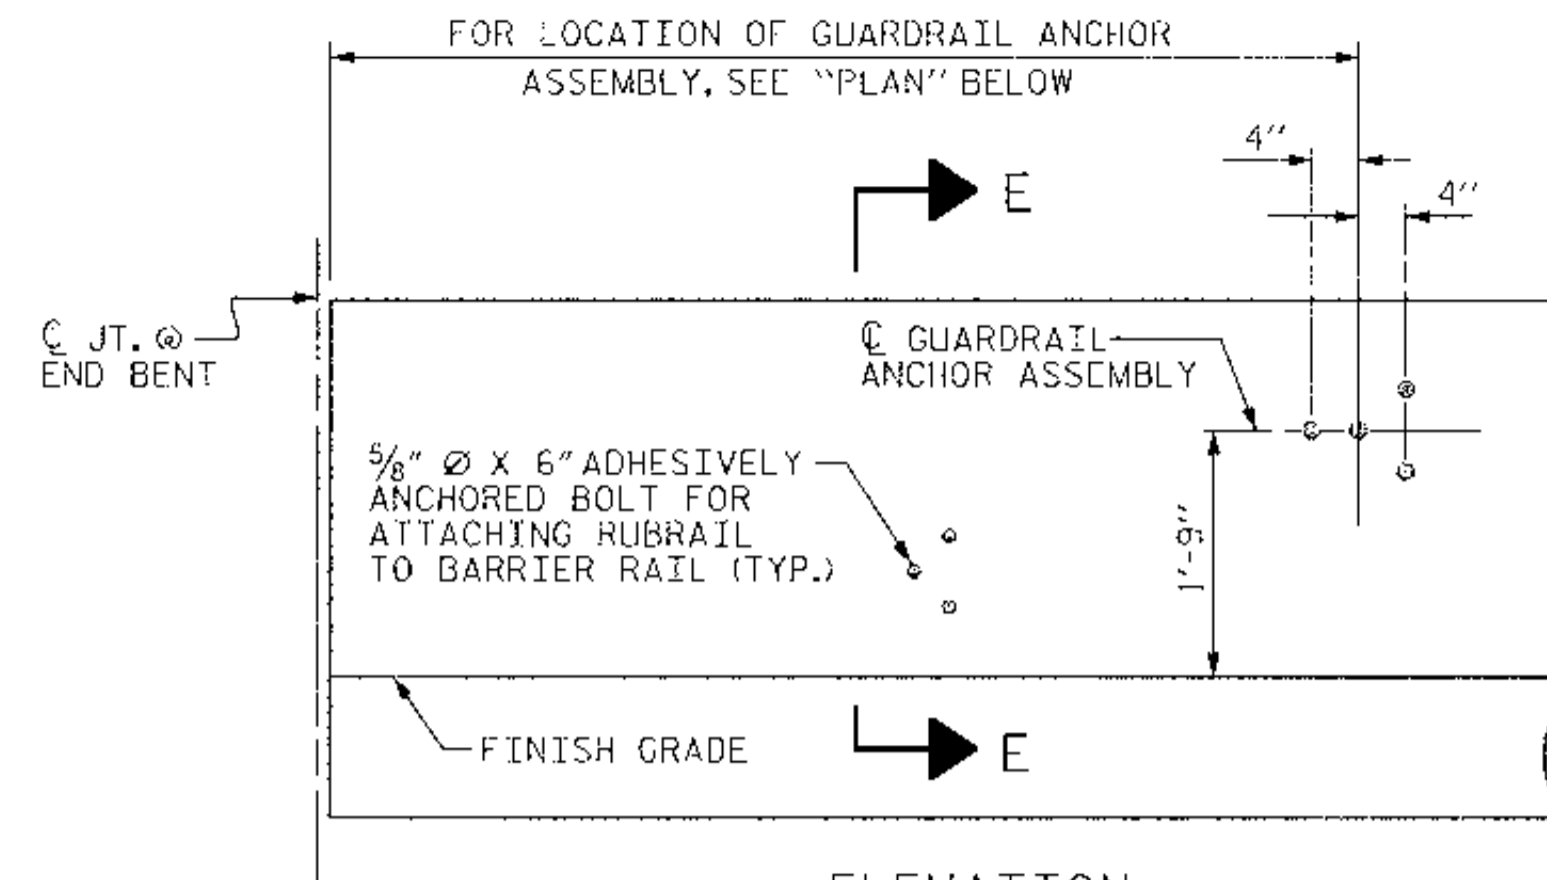 FOR LOCATION OF GUARDRAIL ANCHOR
ASSEMBLY, SEE "PLAN" BELOW
4"
4"
E
℄ JT. @
END BENT
℄ GUARDRAIL
ANCHOR ASSEMBLY
5/8" Ø X 6" ADHESIVELY
ANCHORED BOLT FOR
ATTACHING RUBRAIL
TO BARRIER RAIL (TYP.)
1'-9"
FINISH GRADE
E
ELEVATION